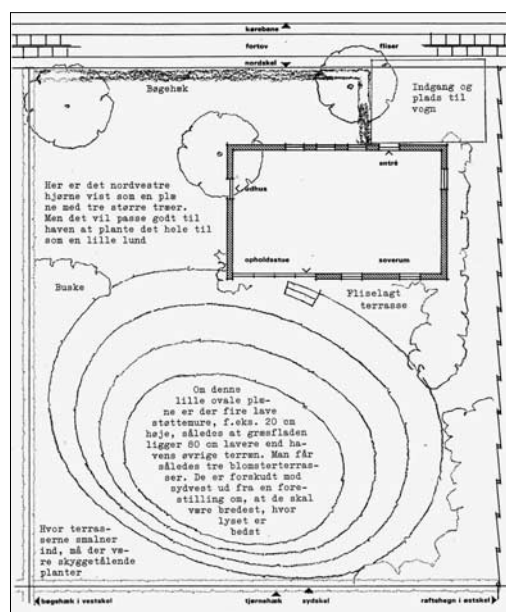 kørebane
fortov
fliser
nordskel
Bøgehæk
Indgang og
plads til
vogn
entré
udhus
Her er det nordvestre
hjørne vist som en plæ
ne med tre større træer.
Men det vil passe godt til
haven at plante det hele til
som en lille lund
opholdsstue
soverum
Buske
Fliselagt
terrasse
Om denne
lille ovale plæ-
ne er der fire lave
støttemure, f.eks. 20 cm
høje, således at græsfladen
ligger 80 cm lavere end ha-
vens øvrige terræn. Man får
således tre blomsterterras-
ser. De er forskudt mod
sydvest ud fra en fore-
stilling om, at de skal
være bredest, hvor
lyset er
bedst
Hvor terras-
serne smalner
ind, må der væ-
re skyggetålende
planter
bøgehæk i vestskel
tjørnehæk
sydskel
raftehegn i østskel